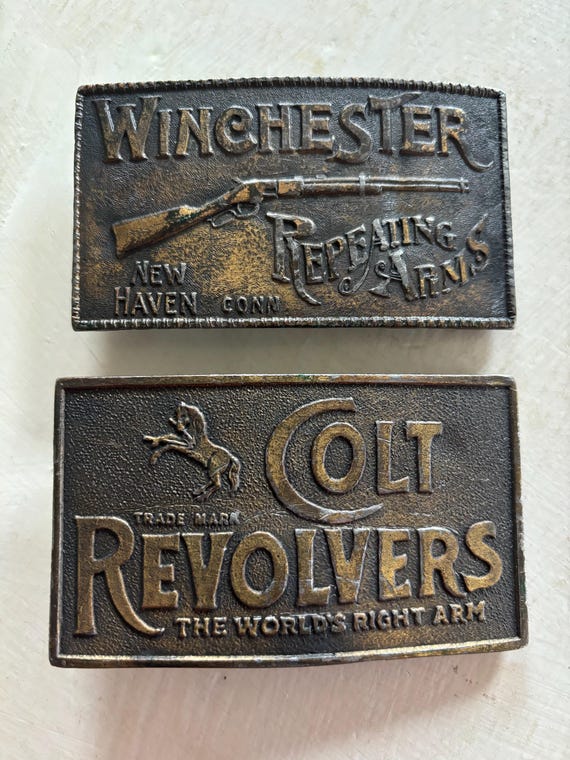 WINCHESTER
REPEATING
ARMS
NEW
HAVEN CONN
COLT
TRADE MARK
REVOLVERS
THE WORLD'S RIGHT ARM